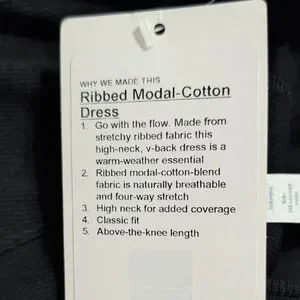 WHY WE MADE THIS
Ribbed Modal-Cotton
Dress
1. Go with the flow. Made from
stretchy ribbed fabric this
high-neck, v-back dress is a
warm-weather essential
2. Ribbed modal-cotton-blend
fabric is naturally breathable
and four-way stretch
3. High neck for added coverage
4. Classic fit
5. Above-the-knee length